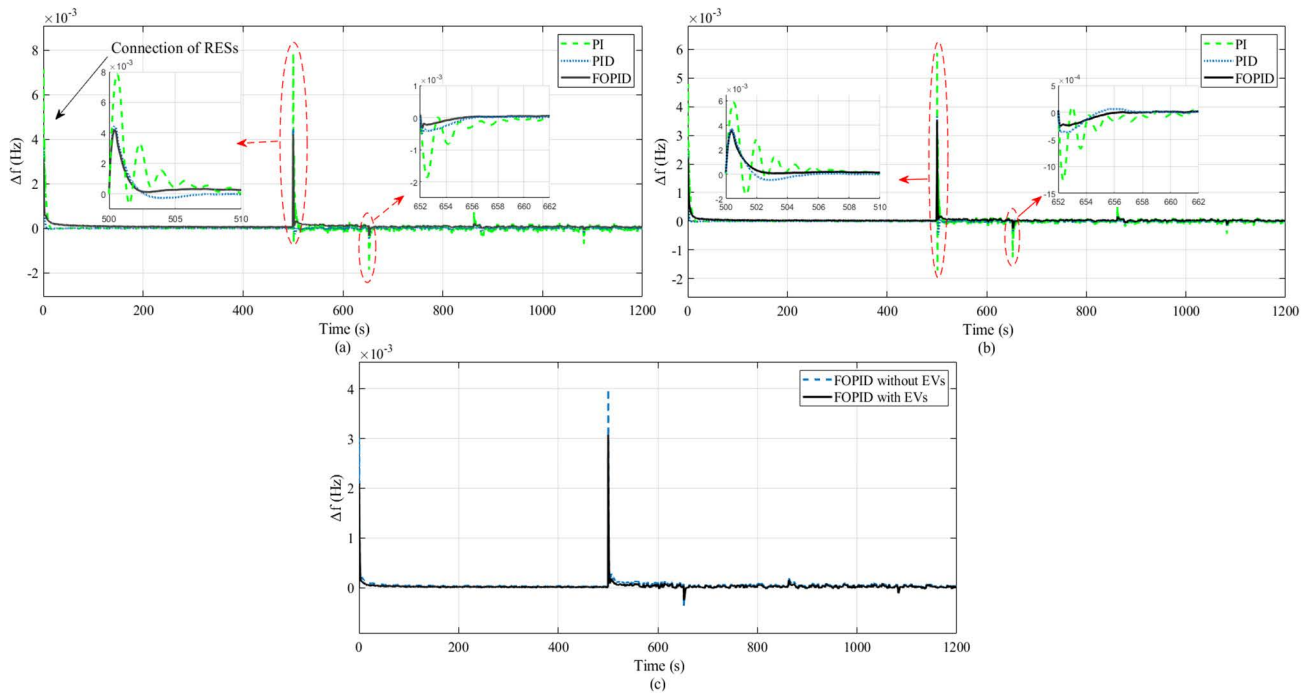 ×10⁻³
8
6
4
2
0
-2
Δf (Hz)
Connection of RESs
PI
PID
FOPID
×10⁻³
8
6
4
2
0
500
505
510
×10⁻³
1
0
-1
-2
652 654 656 658 660 662
0 200 400 600 800 1000 1200
Time (s)
(a)
×10⁻³
6
5
4
3
2
1
0
-1
-2
Δf (Hz)
PI
PID
FOPID
×10⁻³
6
4
2
0
-2
500 502 504 506 508 510
×10⁻⁴
5
0
-5
-10
-15
652 654 656 658 660 662
0 200 400 600 800 1000 1200
Time (s)
(b)
×10⁻³
4
3
2
1
0
Δf (Hz)
FOPID without EVs
FOPID with EVs
0 200 400 600 800 1000 1200
Time (s)
(c)